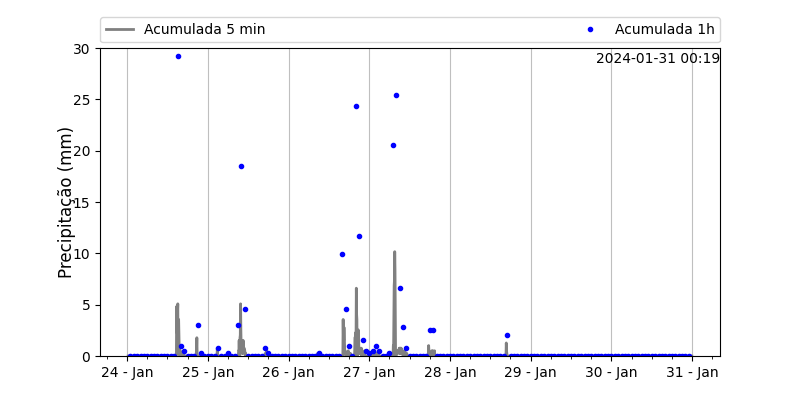 Acumulada 5 min
Acumulada 1h
2024-01-31 00:19
Precipitação (mm)
30
25
20
15
10
5
0
24 - Jan
25 - Jan
26 - Jan
27 - Jan
28 - Jan
29 - Jan
30 - Jan
31 - Jan